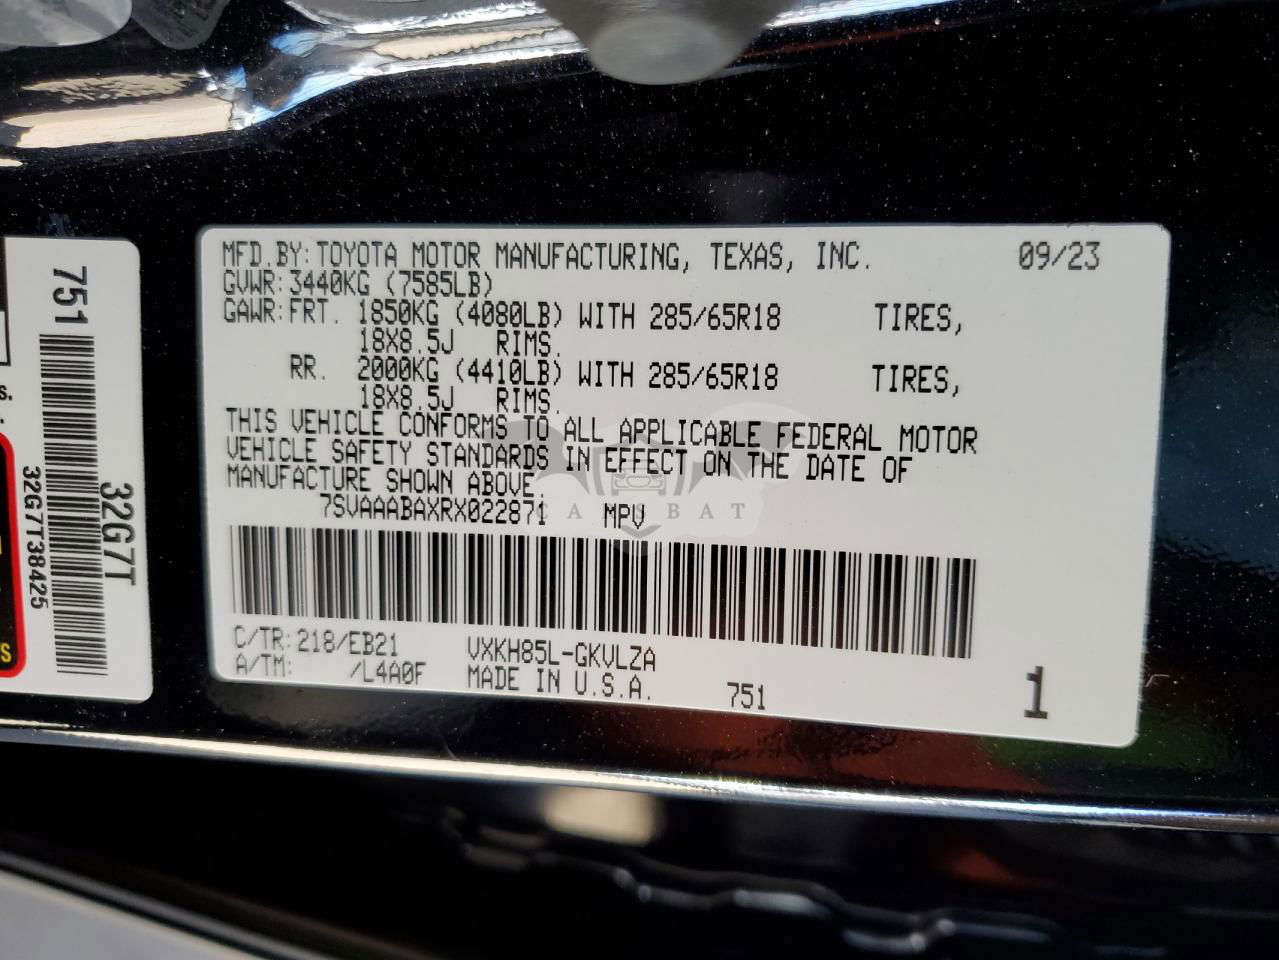 MFD.BY: TOYOTA MOTOR MANUFACTURING, TEXAS, INC. 09/23
GVWR: 3440KG (7585LB)
GAWR: FRT. 1850KG (4080LB) WITH 285/65R18 TIRES,
18X8.5J RIMS.
RR. 2000KG (4410LB) WITH 285/65R18 TIRES,
18X8.5J RIMS.
THIS VEHICLE CONFORMS TO ALL APPLICABLE FEDERAL MOTOR
VEHICLE SAFETY STANDARDS IN EFFECT ON THE DATE OF
MANUFACTURE SHOWN ABOVE.
7SVAAABAXRX022871 MPV
CARSBAT
C/TR: 218/EB21 VXKH85L-GKVLZA
A/TM: /L4A0F MADE IN U.S.A. 751 1
751
32G7T
32G7T38425